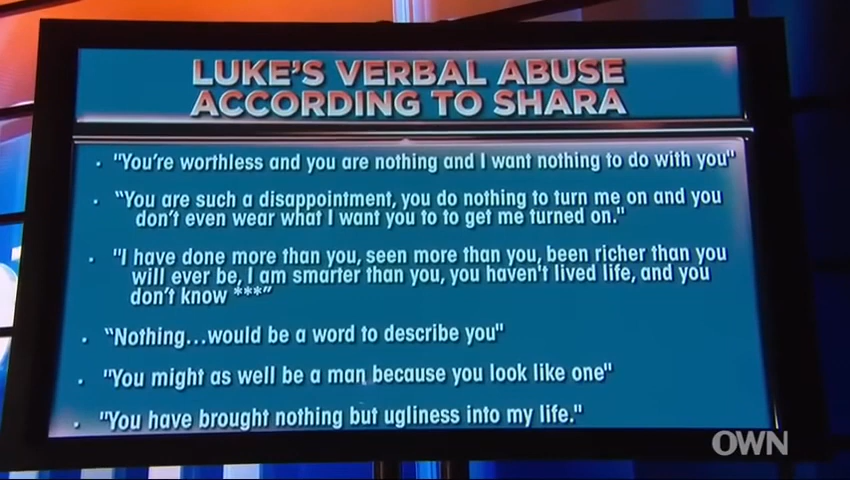 LUKE'S VERBAL ABUSE
ACCORDING TO SHARA
· "You're worthless and you are nothing and I want nothing to do with you"
· "You are such a disappointment, you do nothing to turn me on and you
don't even wear what I want you to to get me turned on."
· "I have done more than you, seen more than you, been richer than you
will ever be, I am smarter than you, you haven't lived life, and you
don't know ***"
· "Nothing...would be a word to describe you"
· "You might as well be a man because you look like one"
· "You have brought nothing but ugliness into my life."
OWN